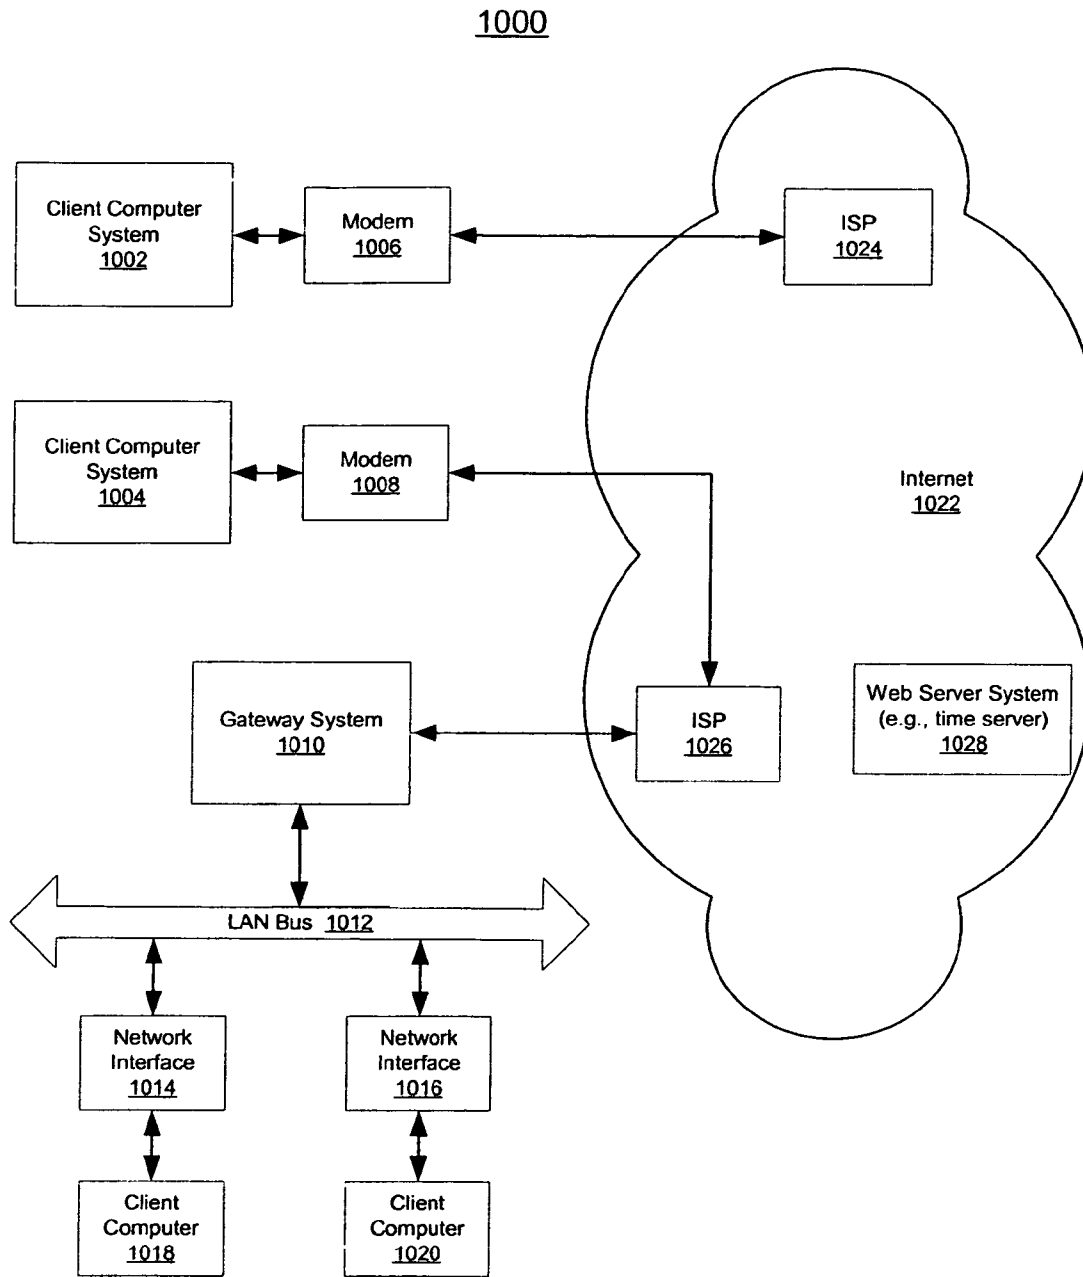 1000
Client Computer
System
1002
Modem
1006
ISP
1024
Client Computer
System
1004
Modem
1008
Internet
1022
Gateway System
1010
ISP
1026
Web Server System
(e.g., time server)
1028
LAN Bus 1012
Network
Interface
1014
Network
Interface
1016
Client
Computer
1018
Client
Computer
1020